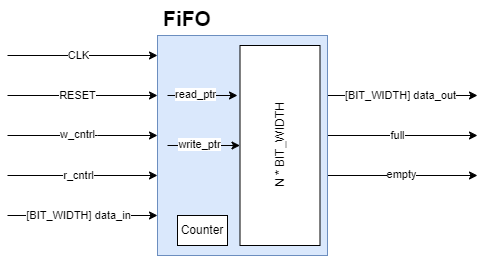 FiFO
CLK
RESET
w_cntrl
r_cntrl
[BIT_WIDTH] data_in
read_ptr
write_ptr
Counter
N * BIT_WIDTH
[BIT_WIDTH] data_out
full
empty